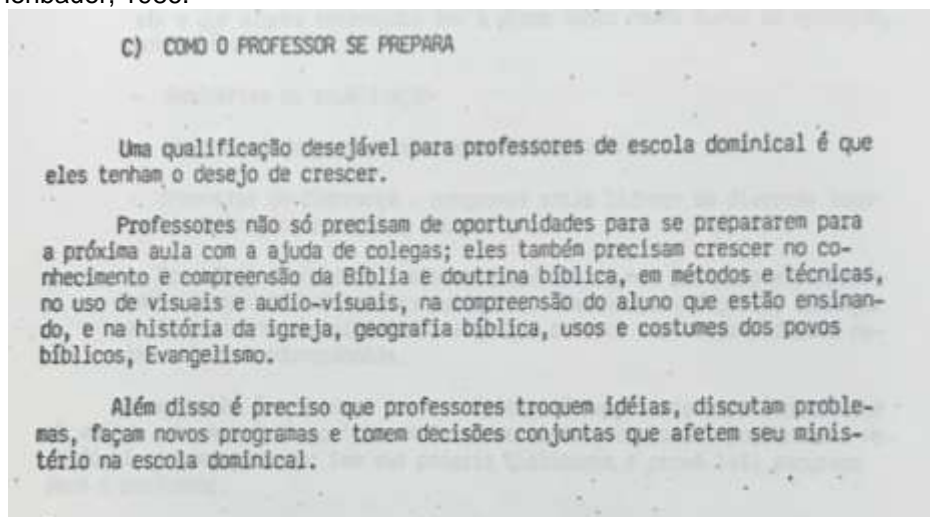 C) COMO O PROFESSOR SE PREPARA
Uma qualificação desejável para professores de escola dominical é que
eles tenham o desejo de crescer.
Professores não só precisam de oportunidades para se prepararem para
a próxima aula com a ajuda de colegas; eles também precisam crescer no co-
nhecimento e compreensão da Bíblia e doutrina bíblica, em métodos e técnicas,
no uso de visuais e audio-visuais, na compreensão do aluno que estão ensinan-
do, e na história da igreja, geografia bíblica, usos e costumes dos povos
bíblicos, Evangelismo.
Além disso é preciso que professores troquem idéias, discutam proble-
mas, façam novos programas e tomem decisões conjuntas que afetem seu minis-
tério na escola dominical.